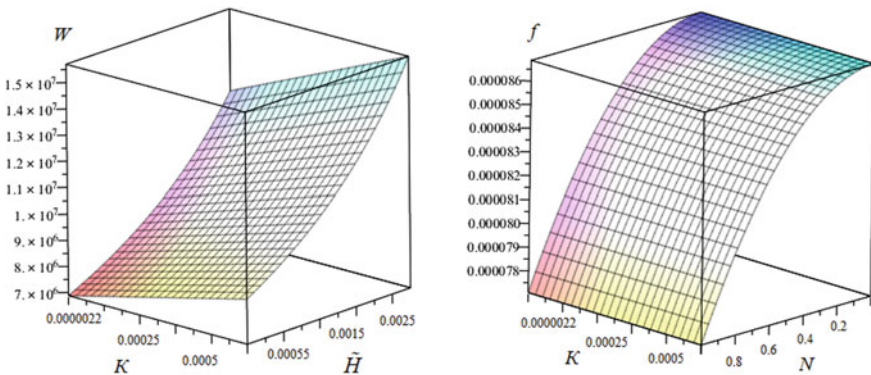 W
1.5 × 10⁷
1.4 × 10⁷
1.3 × 10⁷
1.2 × 10⁷
1.1 × 10⁷
1. × 10⁷
9. × 10⁶
8. × 10⁶
7. × 10⁶
0.0000022
0.00025
0.0005
K
0.00055
0.0015
0.0025
H̃
f
0.000086
0.000085
0.000084
0.000083
0.000082
0.000081
0.000080
0.000079
0.000078
0.0000022
0.00025
0.0005
K
0.8
0.6
0.4
0.2
N